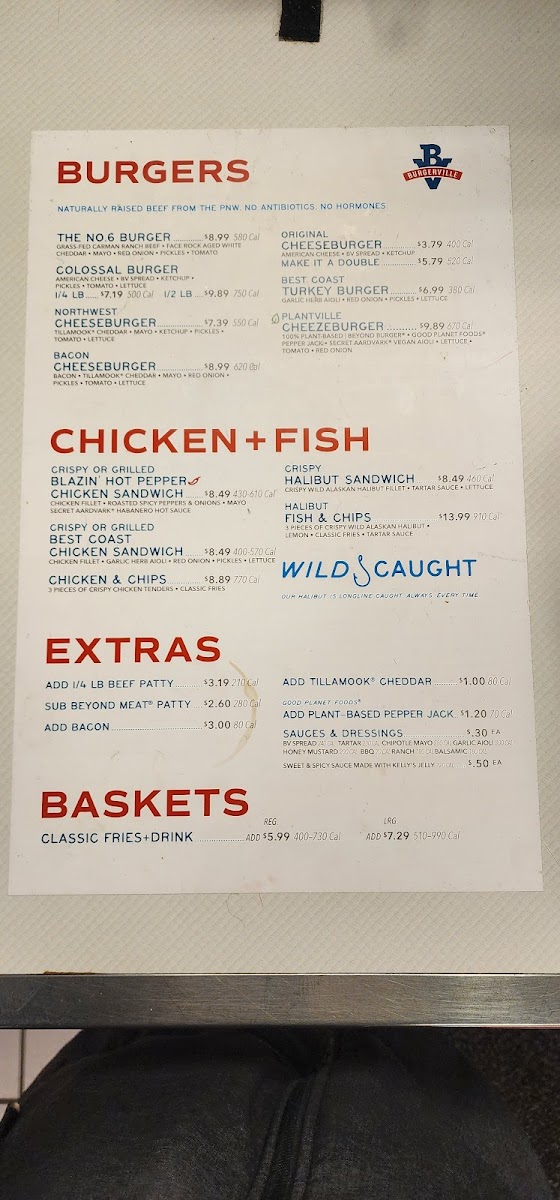 BURGERS
BV
BURGERVILLE
NATURALLY RAISED BEEF FROM THE PNW. NO ANTIBIOTICS. NO HORMONES
THE NO.6 BURGER $8.99 580 Cal
GRASS-FED CARMAN RANCH BEEF • FACE ROCK AGED WHITE
CHEDDAR • MAYO • RED ONION • PICKLES • TOMATO
COLOSSAL BURGER
AMERICAN CHEESE • BV SPREAD • KETCHUP •
PICKLES • TOMATO • LETTUCE
1/4 LB $7.19 500 Cal 1/2 LB $9.89 750 Cal
NORTHWEST
CHEESEBURGER $7.39 550 Cal
TILLAMOOK® CHEDDAR • MAYO • KETCHUP • PICKLES •
TOMATO • LETTUCE
BACON
CHEESEBURGER $8.99 620
BACON • TILLAMOOK® CHEDDAR • MAYO • RED ONION •
PICKLES • TOMATO • LETTUCE
ORIGINAL
CHEESEBURGER $3.79 400 Cal
AMERICAN CHEESE • BV SPREAD • KETCHUP
MAKE IT A DOUBLE $5.79 520 Cal
BEST COAST
TURKEY BURGER $6.99 380 Cal
GARLIC HERB AIOLI • RED ONION • PICKLES • LETTUCE
PLANTVILLE
CHEEZEBURGER $9.89 670 Cal
100% PLANT-BASED BEYOND BURGER® • GOOD PLANET FOODS®
PEPPER JACK • SECRET AARDVARK® VEGAN AIOLI • LETTUCE •
TOMATO • RED ONION
CHICKEN + FISH
CRISPY OR GRILLED
BLAZIN' HOT PEPPER
CHICKEN SANDWICH $8.49 430-610 Cal
CHICKEN FILLET • ROASTED SPICY PEPPERS & ONIONS • MAYO
SECRET AARDVARK® HABANERO HOT SAUCE
CRISPY OR GRILLED
BEST COAST
CHICKEN SANDWICH $8.49 400-570 Cal
CHICKEN FILLET • GARLIC HERB AIOLI • RED ONION • PICKLES • LETTUCE
CHICKEN & CHIPS $8.89 770 Cal
3 PIECES OF CRISPY CHICKEN TENDERS • CLASSIC FRIES
CRISPY
HALIBUT SANDWICH $8.49 460 Cal
CRISPY WILD ALASKAN HALIBUT FILLET • TARTAR SAUCE • LETTUCE
HALIBUT
FISH & CHIPS $13.99 910 Cal
3 PIECES OF CRISPY WILD ALASKAN HALIBUT •
LEMON • CLASSIC FRIES • TARTAR SAUCE
WILD CAUGHT
OUR HALIBUT IS LONGLINE CAUGHT. ALWAYS. EVERY TIME
EXTRAS
ADD 1/4 LB BEEF PATTY $3.19 210 Cal
SUB BEYOND MEAT® PATTY $2.60 280 Cal
ADD BACON $3.00 80 Cal
ADD TILLAMOOK® CHEDDAR $1.00 80 Cal
GOOD PLANET FOODS®
ADD PLANT-BASED PEPPER JACK $1.20 70 Cal
SAUCES & DRESSINGS $.30 EA
BV SPREAD TARTAR CHIPOTLE MAYO GARLIC AIOLI
HONEY MUSTARD BBQ RANCH BALSAMIC
SWEET & SPICY SAUCE MADE WITH KELLY'S JELLY $.50 EA
BASKETS
REG LRG
CLASSIC FRIES+DRINK ADD $5.99 400-730 Cal ADD $7.29 510-990 Cal